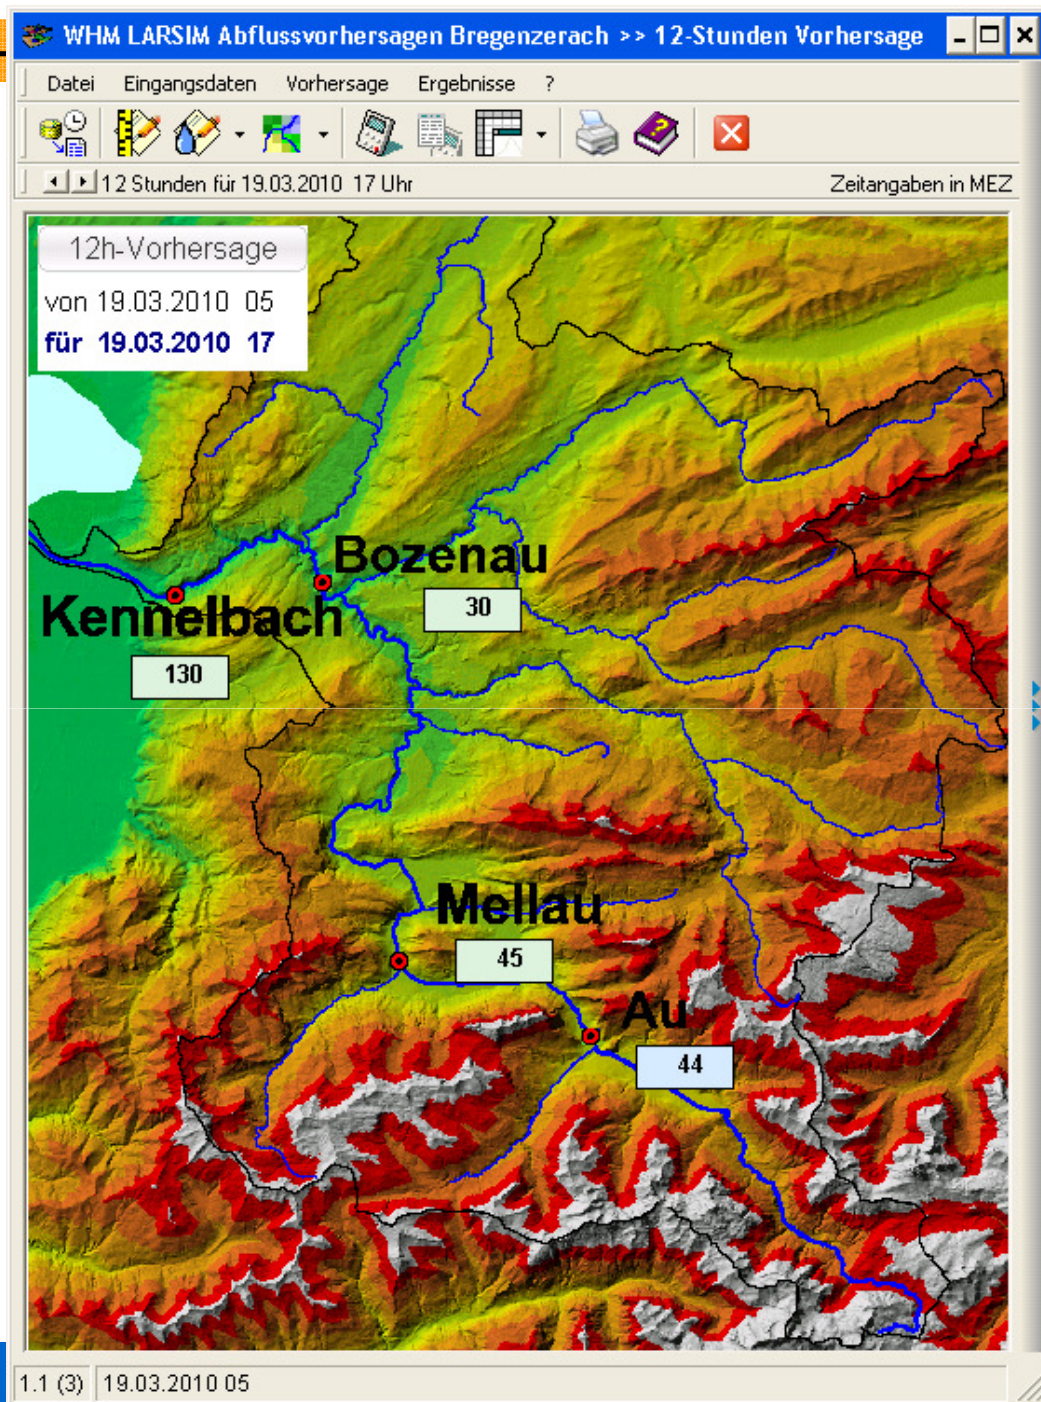 WHM LARSIM Abflussvorhersagen Bregenzerach >> 12-Stunden Vorhersage
Datei Eingangsdaten Vorhersage Ergebnisse ?
12 Stunden für 19.03.2010 17 Uhr Zeitangaben in MEZ
12h-Vorhersage
von 19.03.2010 05
für 19.03.2010 17
Bozenau
30
Kennelbach
130
Mellau
45
Au
44
1.1 (3) 19.03.2010 05